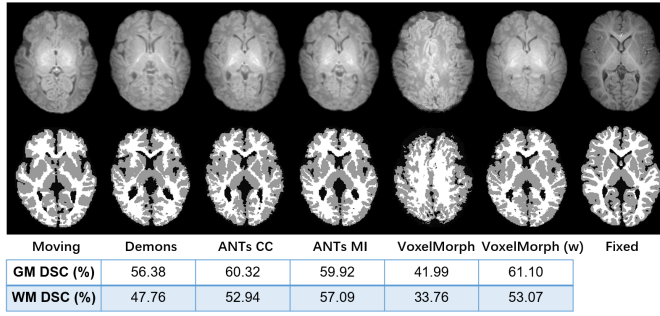 Moving Demons ANTs CC ANTs MI VoxelMorph VoxelMorph (w) Fixed
GM DSC (%) 56.38 60.32 59.92 41.99 61.10
WM DSC (%) 47.76 52.94 57.09 33.76 53.07